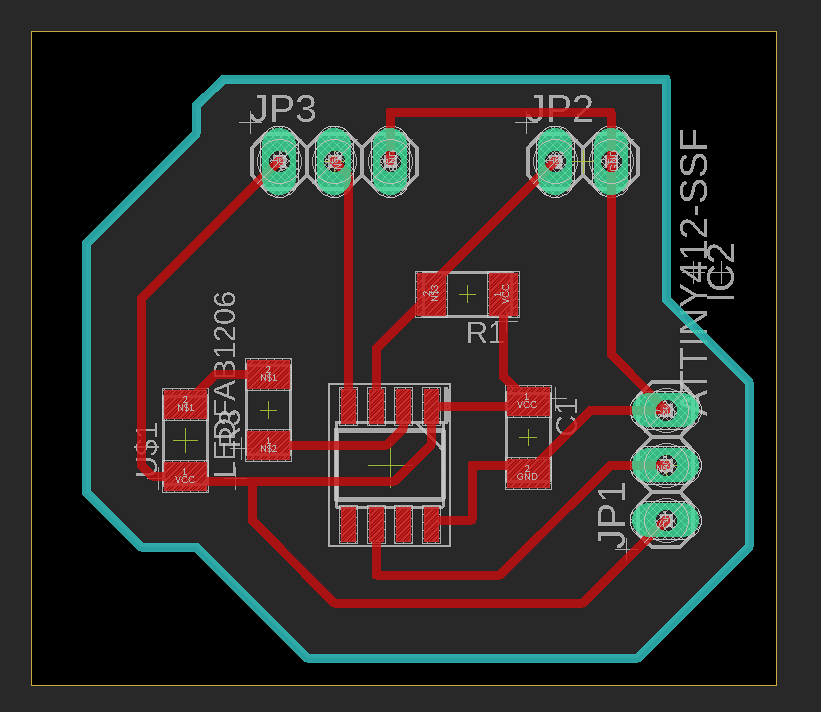 JP3
JP2
ATTINY412-SSF
IC2
2
N$3
1
VCC
R1
LEDFAB1206
2
N$1
2
N$1
R3
1
N$2
U$1
1
VCC
1
VCC
C1
2
GND
JP1